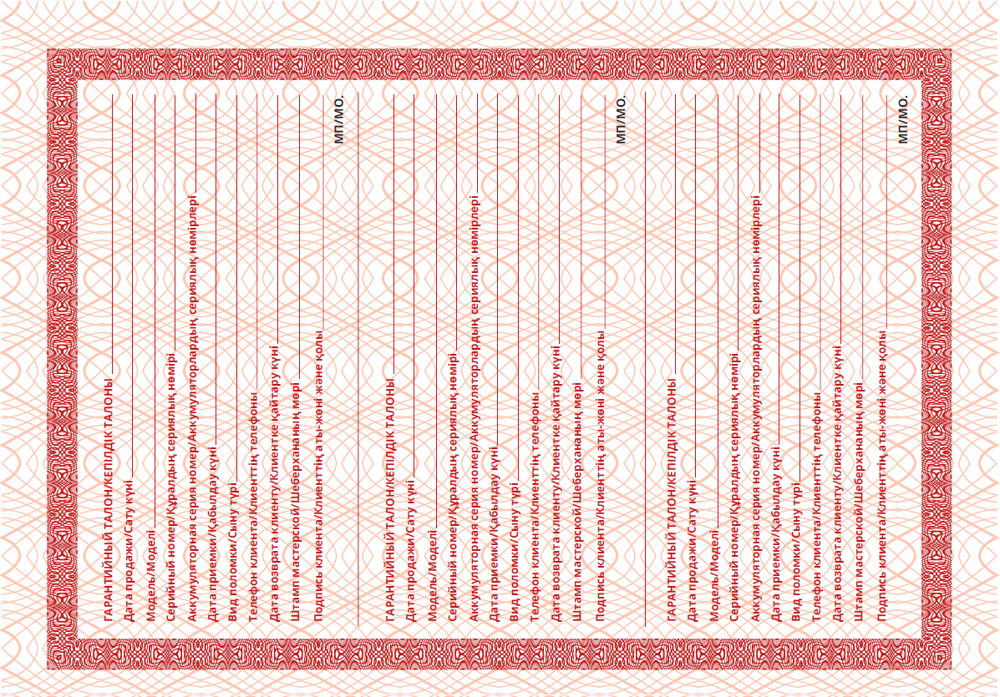 ГАРАНТИЙНЫЙ ТАЛОН/КЕПІЛДІК ТАЛОНЫ
Дата продажи/Сату күні
Модель/Моделі
Серийный номер/Құралдың сериялық нөмірі
Аккумуляторная серия номер/Аккумуляторлардың сериялық нөмірлері
Дата приемки/Қабылдау күні
Вид поломки/Сыну түрі
Телефон клиента/Клиенттің телефоны
Дата возврата клиенту/Клиентке қайтару күні
Штамп мастерской/Шеберхананың мөрі
Подпись клиента/Клиенттің аты-жөні және қолы
МП/МО.
ГАРАНТИЙНЫЙ ТАЛОН/КЕПІЛДІК ТАЛОНЫ
Дата продажи/Сату күні
Модель/Моделі
Серийный номер/Құралдың сериялық нөмірі
Аккумуляторная серия номер/Аккумуляторлардың сериялық нөмірлері
Дата приемки/Қабылдау күні
Вид поломки/Сыну түрі
Телефон клиента/Клиенттің телефоны
Дата возврата клиенту/Клиентке қайтару күні
Штамп мастерской/Шеберхананың мөрі
Подпись клиента/Клиенттің аты-жөні және қолы
МП/МО.
ГАРАНТИЙНЫЙ ТАЛОН/КЕПІЛДІК ТАЛОНЫ
Дата продажи/Сату күні
Модель/Моделі
Серийный номер/Құралдың сериялық нөмірі
Аккумуляторная серия номер/Аккумуляторлардың сериялық нөмірлері
Дата приемки/Қабылдау күні
Вид поломки/Сыну түрі
Телефон клиента/Клиенттің телефоны
Дата возврата клиенту/Клиентке қайтару күні
Штамп мастерской/Шеберхананың мөрі
Подпись клиента/Клиенттің аты-жөні және қолы
МП/МО.